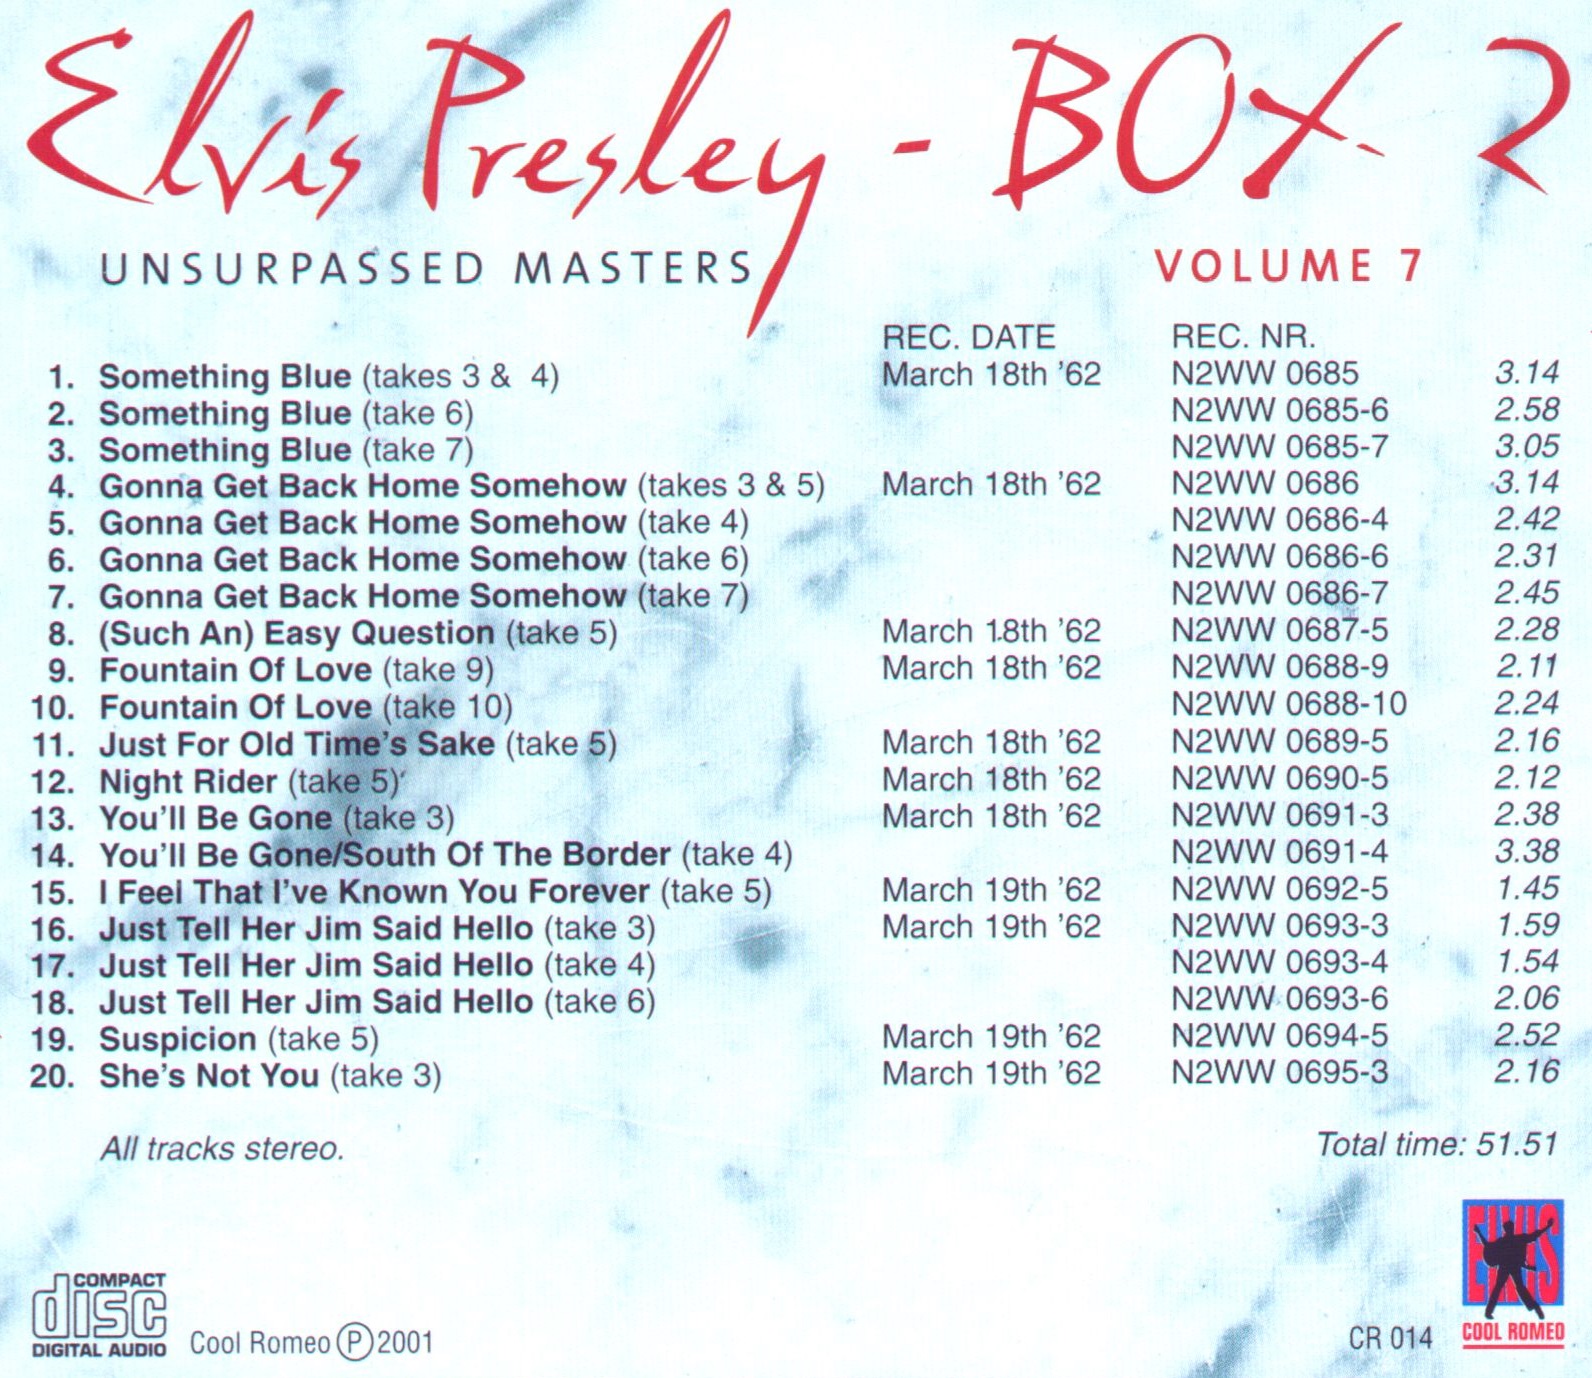 Elvis Presley - BOX 2
UNSURPASSED MASTERS VOLUME 7
REC. DATE REC. NR.
1. Something Blue (takes 3 & 4) March 18th '62 N2WW 0685 3.14
2. Something Blue (take 6) N2WW 0685-6 2.58
3. Something Blue (take 7) N2WW 0685-7 3.05
4. Gonna Get Back Home Somehow (takes 3 & 5) March 18th '62 N2WW 0686 3.14
5. Gonna Get Back Home Somehow (take 4) N2WW 0686-4 2.42
6. Gonna Get Back Home Somehow (take 6) N2WW 0686-6 2.31
7. Gonna Get Back Home Somehow (take 7) N2WW 0686-7 2.45
8. (Such An) Easy Question (take 5) March 18th '62 N2WW 0687-5 2.28
9. Fountain Of Love (take 9) March 18th '62 N2WW 0688-9 2.11
10. Fountain Of Love (take 10) N2WW 0688-10 2.24
11. Just For Old Time's Sake (take 5) March 18th '62 N2WW 0689-5 2.16
12. Night Rider (take 5) March 18th '62 N2WW 0690-5 2.12
13. You'll Be Gone (take 3) March 18th '62 N2WW 0691-3 2.38
14. You'll Be Gone/South Of The Border (take 4) N2WW 0691-4 3.38
15. I Feel That I've Known You Forever (take 5) March 19th '62 N2WW 0692-5 1.45
16. Just Tell Her Jim Said Hello (take 3) March 19th '62 N2WW 0693-3 1.59
17. Just Tell Her Jim Said Hello (take 4) N2WW 0693-4 1.54
18. Just Tell Her Jim Said Hello (take 6) N2WW 0693-6 2.06
19. Suspicion (take 5) March 19th '62 N2WW 0694-5 2.52
20. She's Not You (take 3) March 19th '62 N2WW 0695-3 2.16
All tracks stereo. Total time: 51.51
COMPACT
disc
DIGITAL AUDIO
Cool Romeo ℗ 2001
CR 014
ELVIS
COOL ROMEO